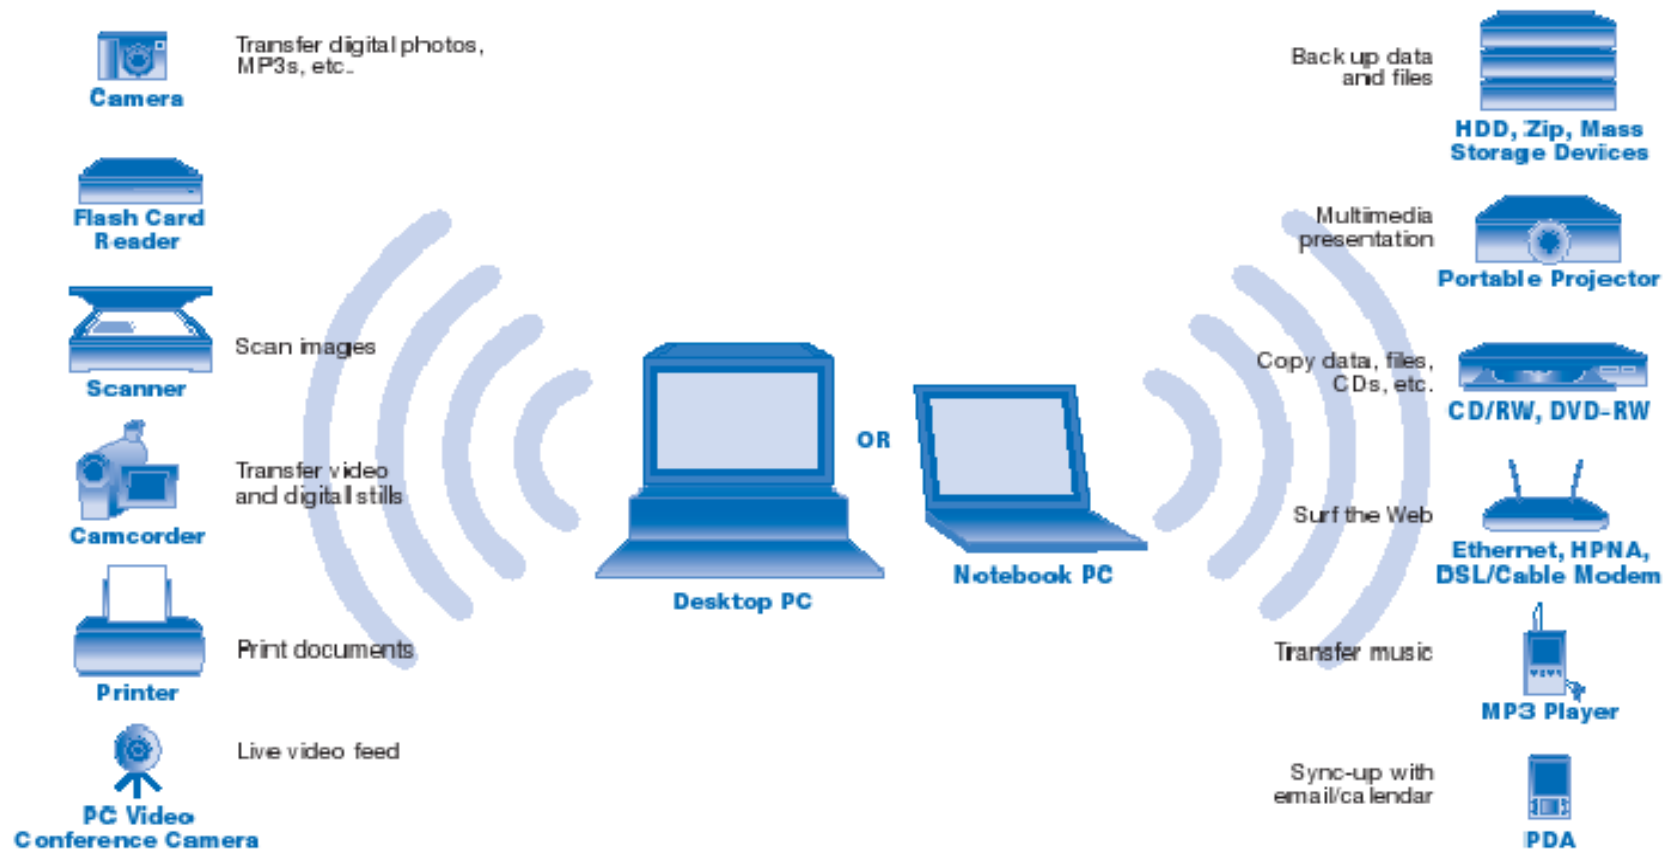 Transfer digital photos,
MP3s, etc..
Camera
Flash Card
Reader
Scan images
Scanner
Transfer video
and digital stills
Camcorder
Print documents
Printer
Live video feed
PC Video
Conference Camera
Desktop PC
OR
Notebook PC
Back up data
and files
HDD, Zip, Mass
Storage Devices
Multimedia
presentation
Portable Projector
Copy data, files,
CDs, etc.
CD/RW, DVD-RW
Surf the Web
Ethernet, HPNA,
DSL/Cable Modem
Transfer music
MP3 Player
Sync-up with
email/calendar
PDA